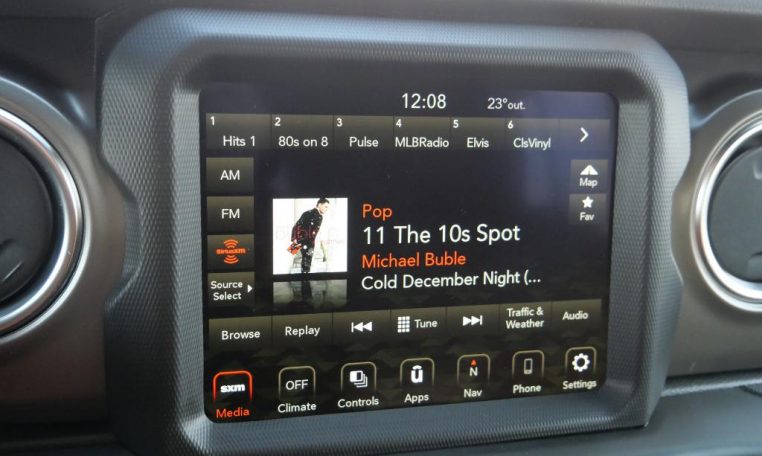 12:08 23°out.
1 2 3 4 5 6
Hits 1 80s on 8 Pulse MLBRadio Elvis ClsVinyl
AM
Map
FM
Fav
SiriusXM
Source
Select
Pop
11 The 10s Spot
Michael Buble
Cold December Night (...
Browse Replay Tune Traffic & Weather Audio
sxm OFF N
Media Climate Controls Apps Nav Phone Settings